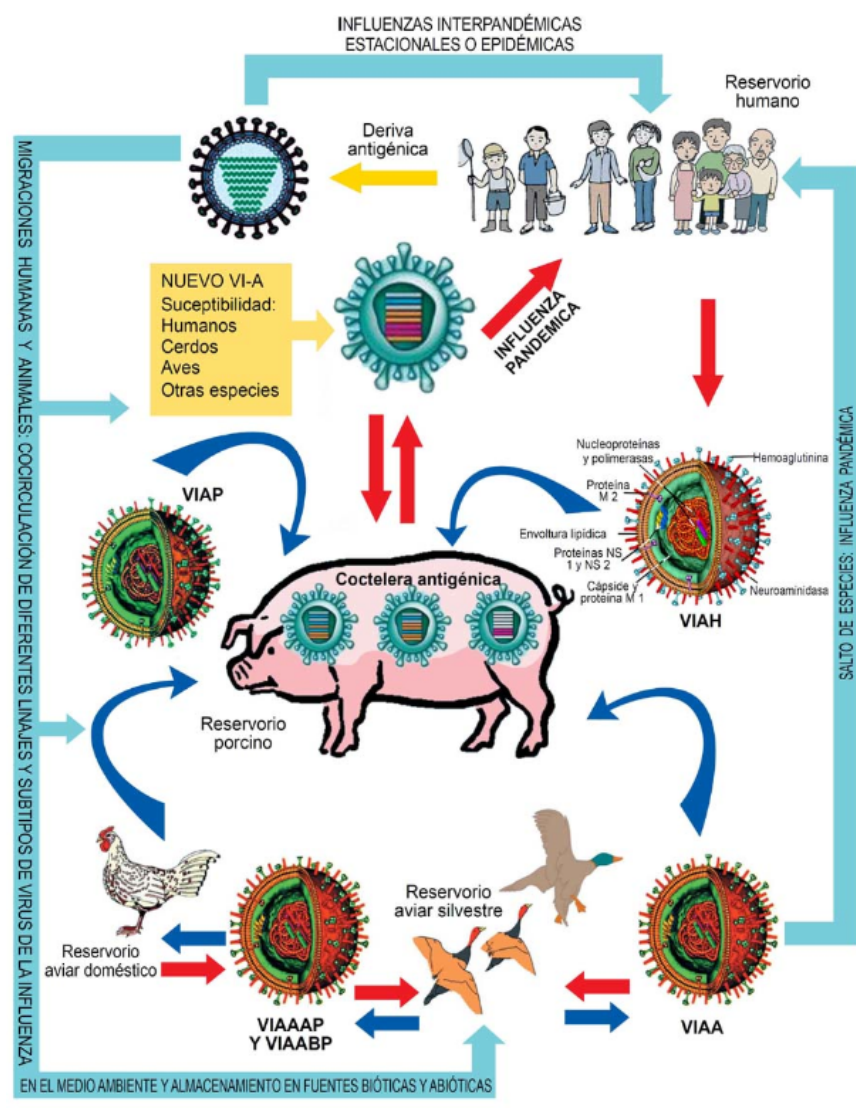 INFLUENZAS INTERPANDÉMICAS
ESTACIONALES O EPIDÉMICAS
Reservorio
humano
Deriva
antigénica
NUEVO VI-A
Suceptibilidad:
Humanos
Cerdos
Aves
Otras especies
INFLUENZA
PANDEMICA
MIGRACIONES HUMANAS Y ANIMALES: COCIRCULACIÓN DE DIFERENTES LINAJES Y SUBTIPOS DE VIRUS DE LA INFLUENZA
EN EL MEDIO AMBIENTE Y ALMACENAMIENTO EN FUENTES BIÓTICAS Y ABIÓTICAS
SALTO DE ESPECIES: INFLUENZA PANDÉMICA
VIAP
Nucleoproteínas
y polimerasas
Hemoaglutinina
Proteína
M 2
Envoltura lipídica
Proteínas NS
1 y NS 2
Cápside y
proteína M 1
Neuroaminidasa
VIAH
Coctelera antigénica
Reservorio
porcino
Reservorio
aviar silvestre
Reservorio
aviar doméstico
VIAAAP
Y VIAABP
VIAA